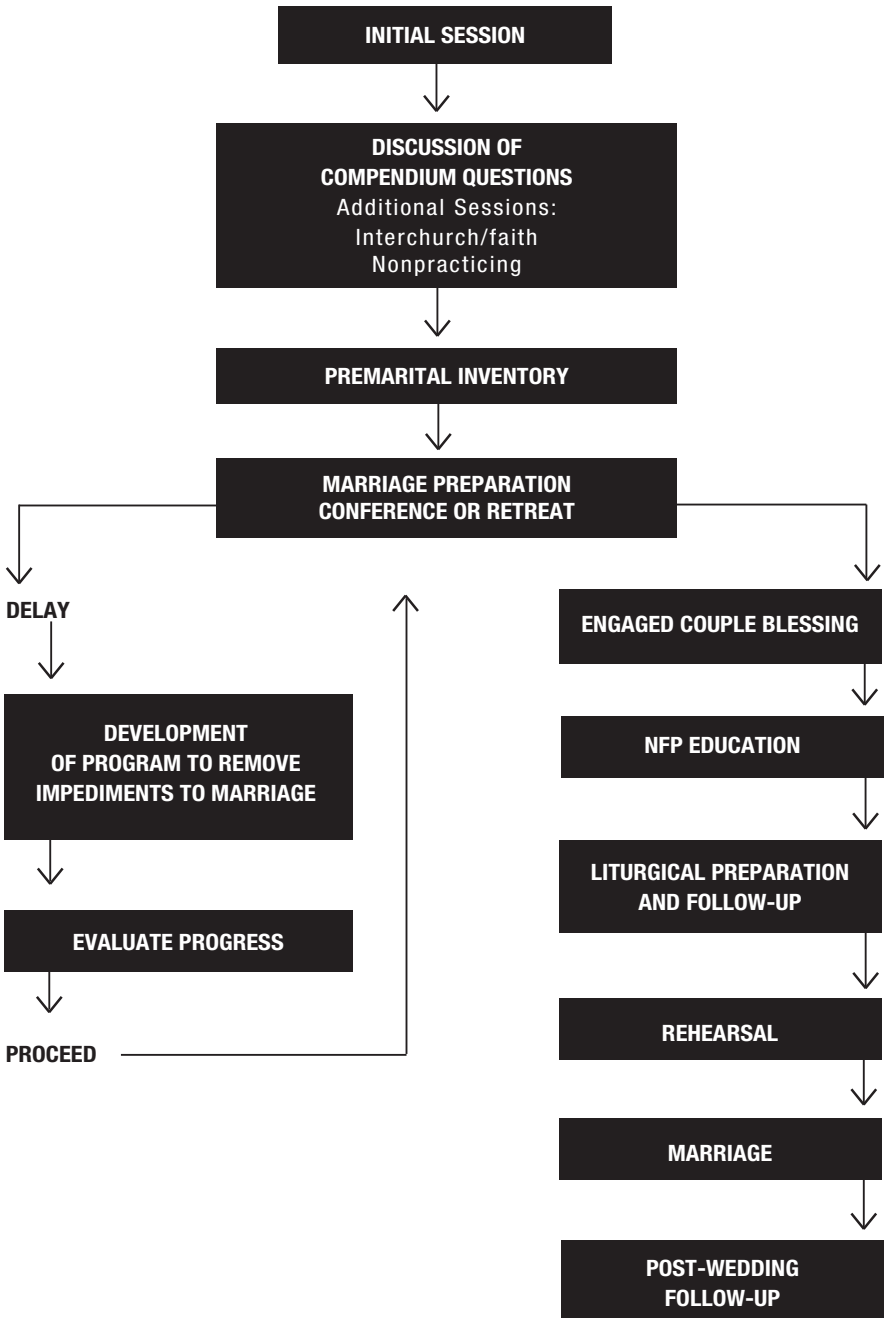 INITIAL SESSION
DISCUSSION OF
COMPENDIUM QUESTIONS
Additional Sessions:
Interchurch/faith
Nonpracticing
PREMARITAL INVENTORY
MARRIAGE PREPARATION
CONFERENCE OR RETREAT
DELAY
DEVELOPMENT
OF PROGRAM TO REMOVE
IMPEDIMENTS TO MARRIAGE
EVALUATE PROGRESS
PROCEED
ENGAGED COUPLE BLESSING
NFP EDUCATION
LITURGICAL PREPARATION
AND FOLLOW-UP
REHEARSAL
MARRIAGE
POST-WEDDING
FOLLOW-UP